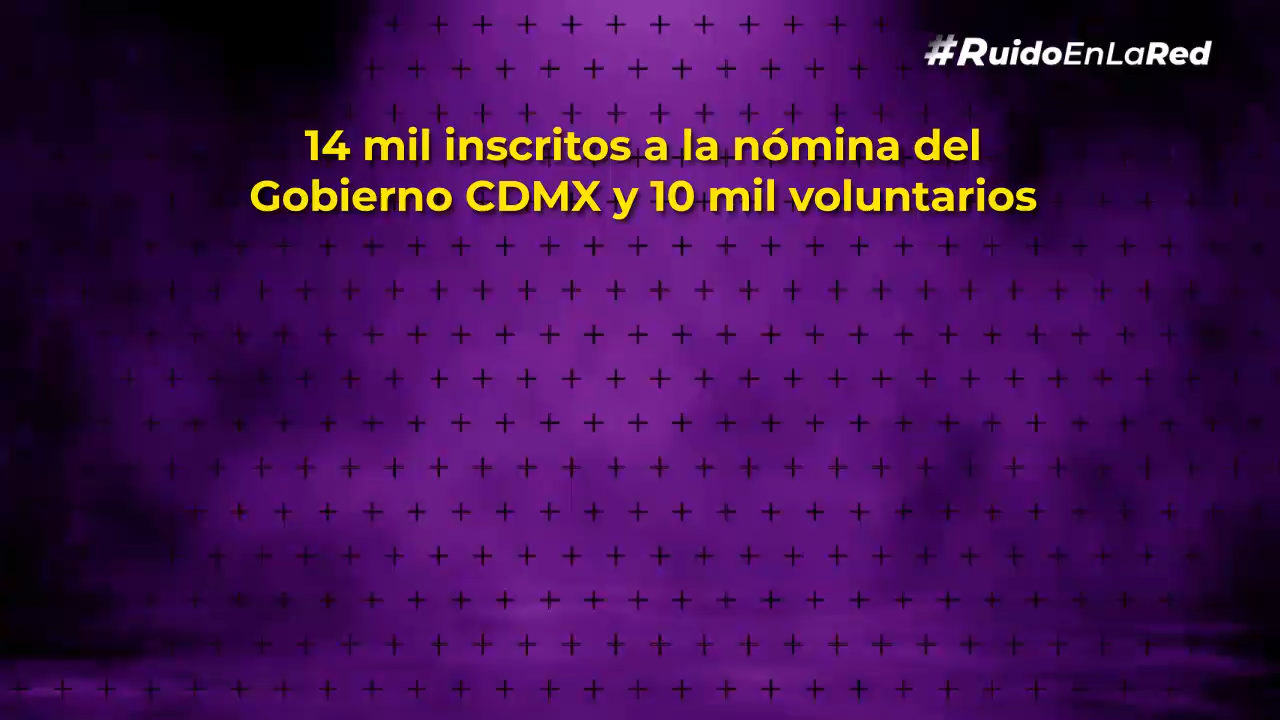 #RuidoEnLaRed
14 mil inscritos a la nómina del
Gobierno CDMX y 10 mil voluntarios